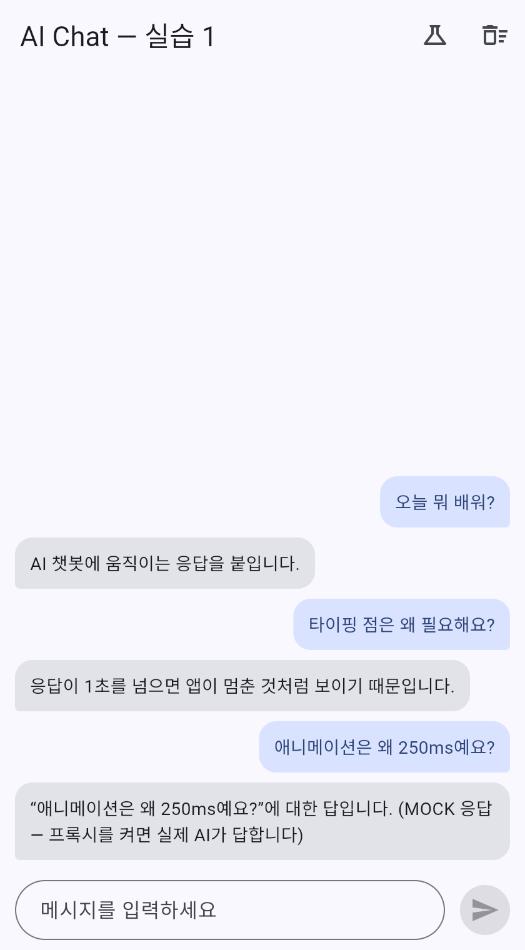 AI Chat — 실습 1
오늘 뭐 배워?
AI 챗봇에 움직이는 응답을 붙입니다.
타이핑 점은 왜 필요해요?
응답이 1초를 넘으면 앱이 멈춘 것처럼 보이기 때문입니다.
애니메이션은 왜 250ms예요?
“애니메이션은 왜 250ms예요?”에 대한 답입니다. (MOCK 응답
— 프록시를 켜면 실제 AI가 답합니다)
메시지를 입력하세요